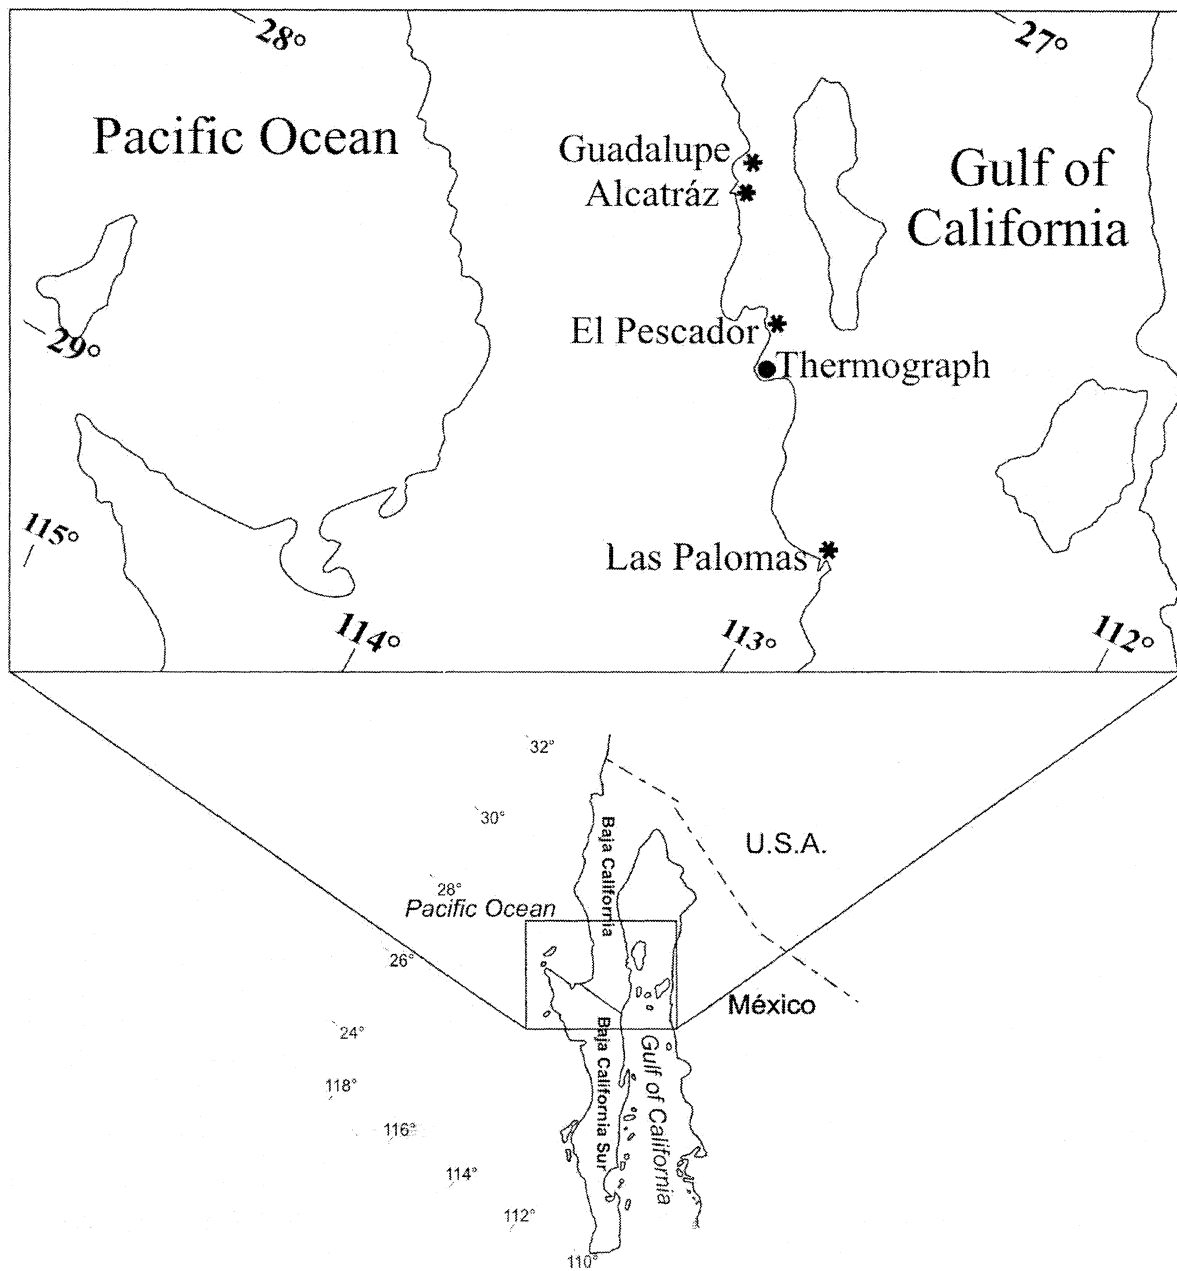 28°
27°
Pacific Ocean
Guadalupe
Gulf of
Alcatráz
California
29°
El Pescador
Thermograph
115°
Las Palomas
114°
113°
112°
32°
30°
Baja California
U.S.A.
28°
Pacific Ocean
26°
México
24°
Baja California Sur
Gulf of California
118°
116°
114°
112°
110°